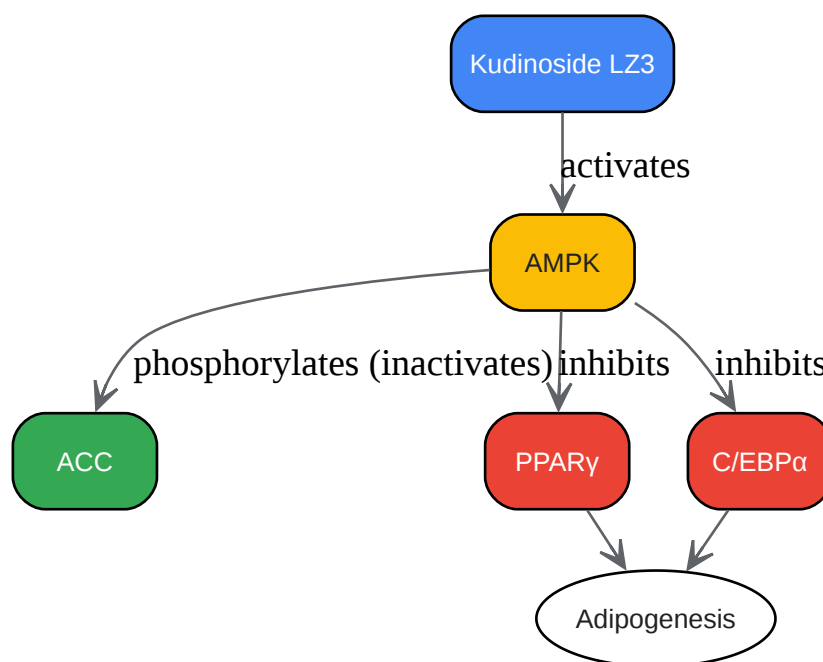 Kudinoside LZ3
activates
AMPK
phosphorylates (inactivates)
inhibits
inhibits
ACC
PPARγ
C/EBPα
Adipogenesis